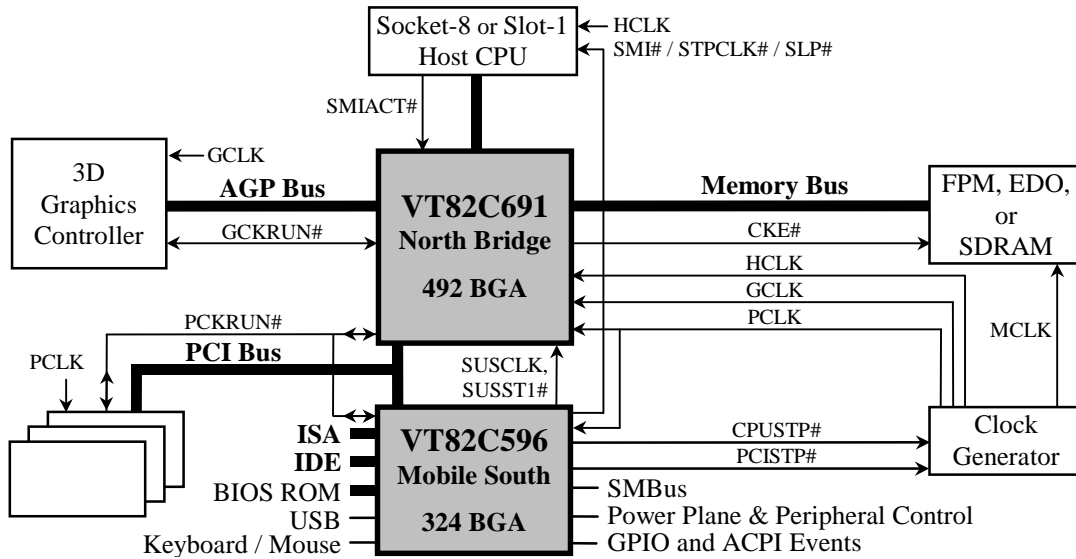 Socket-8 or Slot-1
Host CPU
HCLK
SMI# / STPCLK# / SLP#
SMIACT#
3D
Graphics
Controller
GCLK
AGP Bus
GCKRUN#
VT82C691
North Bridge
492 BGA
Memory Bus
CKE#
FPM, EDO,
or
SDRAM
HCLK
GCLK
PCLK
MCLK
PCKRUN#
PCI Bus
PCLK
SUSCLK,
SUSST1#
VT82C596
Mobile South
324 BGA
ISA
IDE
BIOS ROM
USB
Keyboard / Mouse
CPUSTP#
PCISTP#
Clock
Generator
SMBus
Power Plane & Peripheral Control
GPIO and ACPI Events